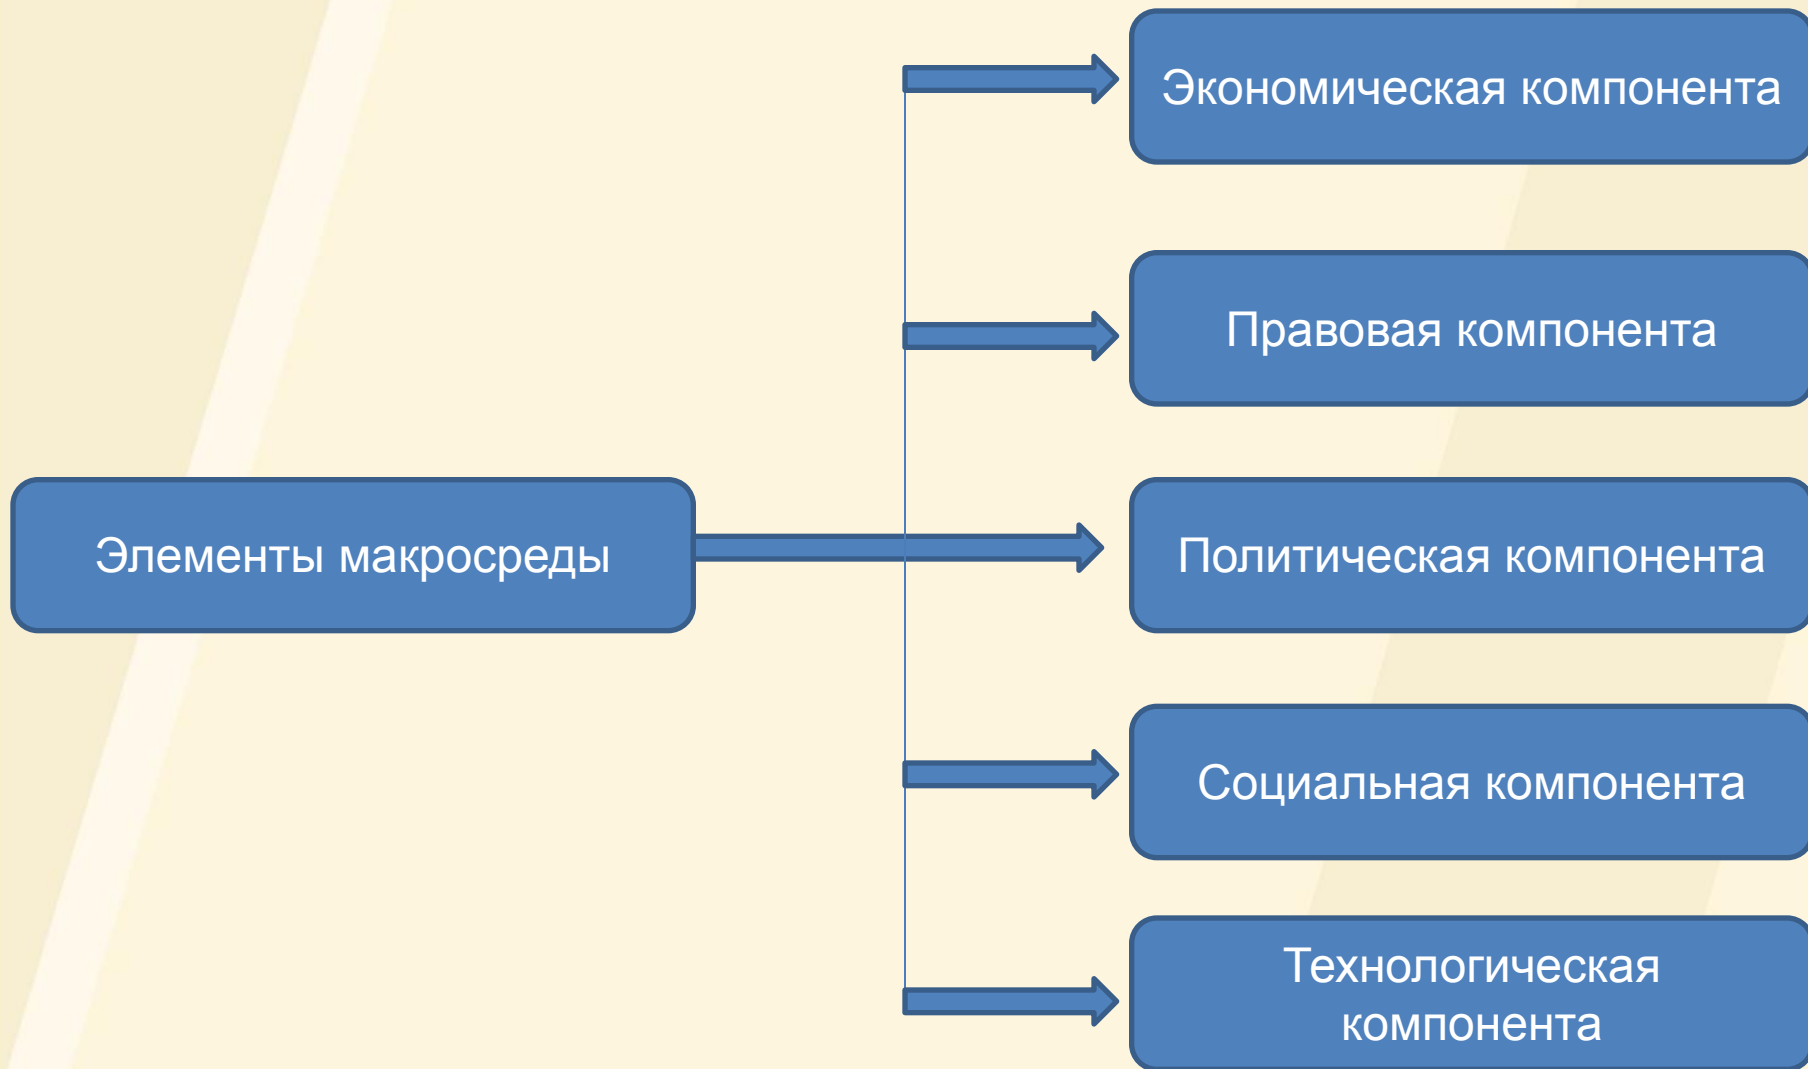 Экономическая компонента
Правовая компонента
Элементы макросреды
Политическая компонента
Социальная компонента
Технологическая
компонента